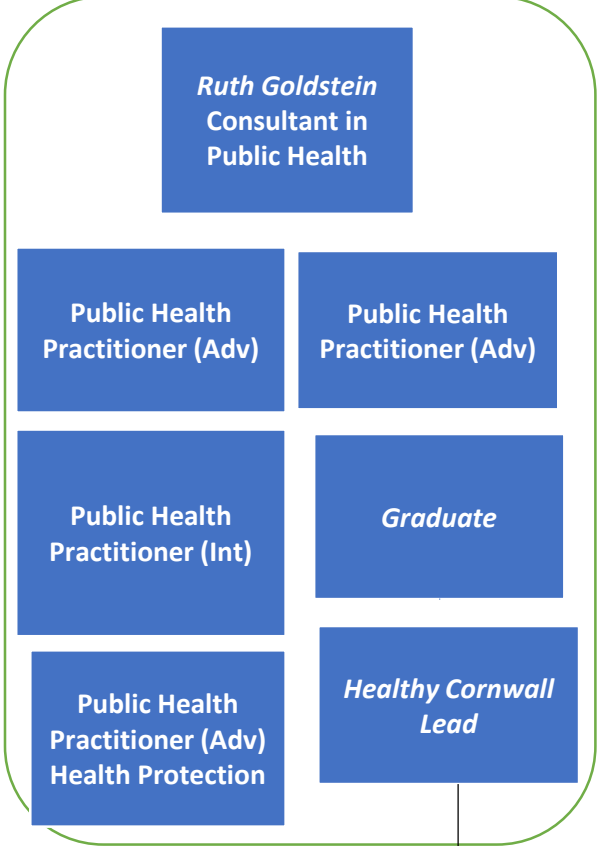 Ruth Goldstein
Consultant in
Public Health
Public Health
Practitioner (Adv)
Public Health
Practitioner (Adv)
Public Health
Practitioner (Int)
Graduate
Public Health
Practitioner (Adv)
Health Protection
Healthy Cornwall
Lead